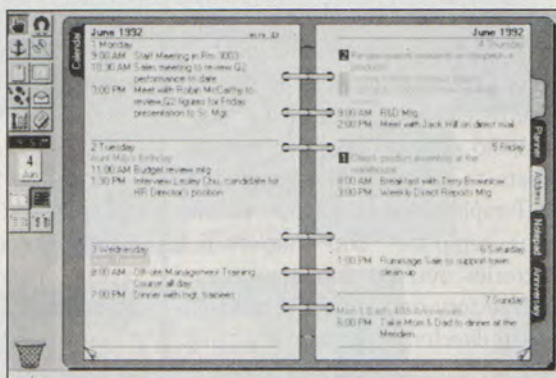 Calendar
June 1992
1 Monday
9:00 AM Staff Meeting in Rm. 3003
10:30 AM Sales meeting to review Q2
performance to date
3:00 PM Meet with Robin McCarthy to
review Q2 figures for Friday
presentation to Sr. Mgt.
2 Tuesday
Aunt Milly's Birthday
11:00 AM Budget review mtg
1:30 PM Interview Lesley Chu, candidate for
HR Director's position
3 Wednesday
8:00 AM Off-site Management Training
Course all day
7:00 PM Dinner with mgt. trainees
June 1992
4 Thursday
2
9:00 AM R&D Mtg
2:00 PM Meet with Jack Hill on direct mail
5 Friday
1 Check product inventory at the
warehouse
8:00 AM Breakfast with Terry Brownlow
3:00 PM Weekly Direct Reports Mtg
6 Saturday
1:00 PM Rummage Sale to support town
clean-up
7 Sunday
Mom & Dad's 40th Anniversary
6:00 PM Take Mom & Dad to dinner at the
Meridien
Planner
Address
Notepad
Anniversary
4
Jun